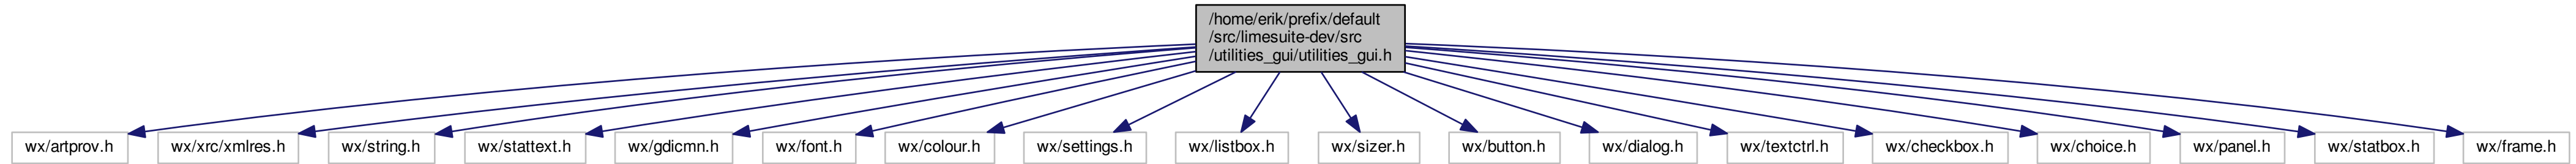 /home/erik/prefix/default
/src/limesuite-dev/src
/utilities_gui/utilities_gui.h
wx/artprov.h
wx/xrc/xmlres.h
wx/string.h
wx/stattext.h
wx/gdicmn.h
wx/font.h
wx/colour.h
wx/settings.h
wx/listbox.h
wx/sizer.h
wx/button.h
wx/dialog.h
wx/textctrl.h
wx/checkbox.h
wx/choice.h
wx/panel.h
wx/statbox.h
wx/frame.h